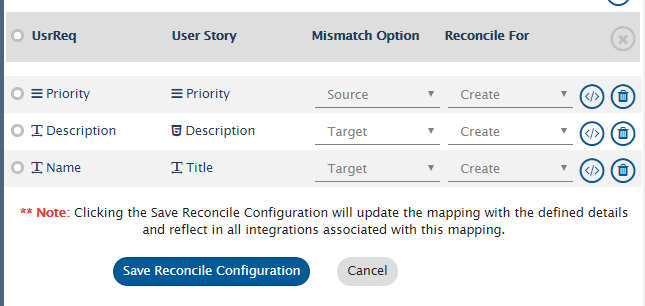 UsrReq User Story Mismatch Option Reconcile For
Priority Priority Source Create
Description Description Target Create
Name Title Target Create
** Note: Clicking the Save Reconcile Configuration will update the mapping with the defined details
and reflect in all integrations associated with this mapping.
Save Reconcile Configuration Cancel